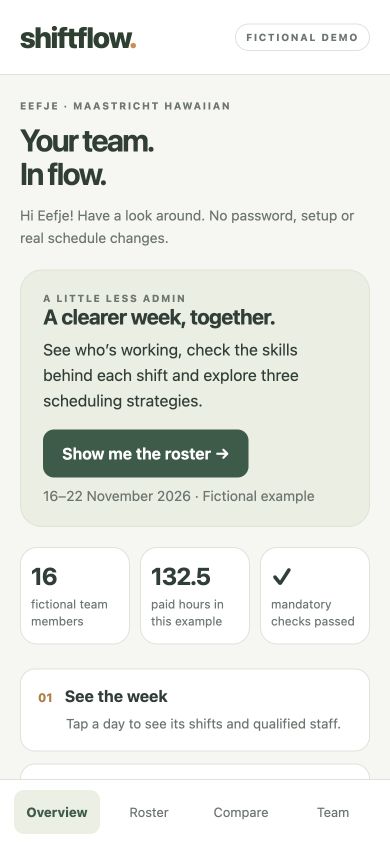 shiftflow.
FICTIONAL DEMO
EEFJE · MAASTRICHT HAWAIIAN
Your team.
In flow.
Hi Eefje! Have a look around. No password, setup or
real schedule changes.
A LITTLE LESS ADMIN
A clearer week, together.
See who’s working, check the skills
behind each shift and explore three
scheduling strategies.
Show me the roster →
16–22 November 2026 · Fictional example
16
fictional team
members
132.5
paid hours in
this example
✓
mandatory
checks passed
01 See the week
Tap a day to see its shifts and qualified staff.
Overview
Roster
Compare
Team